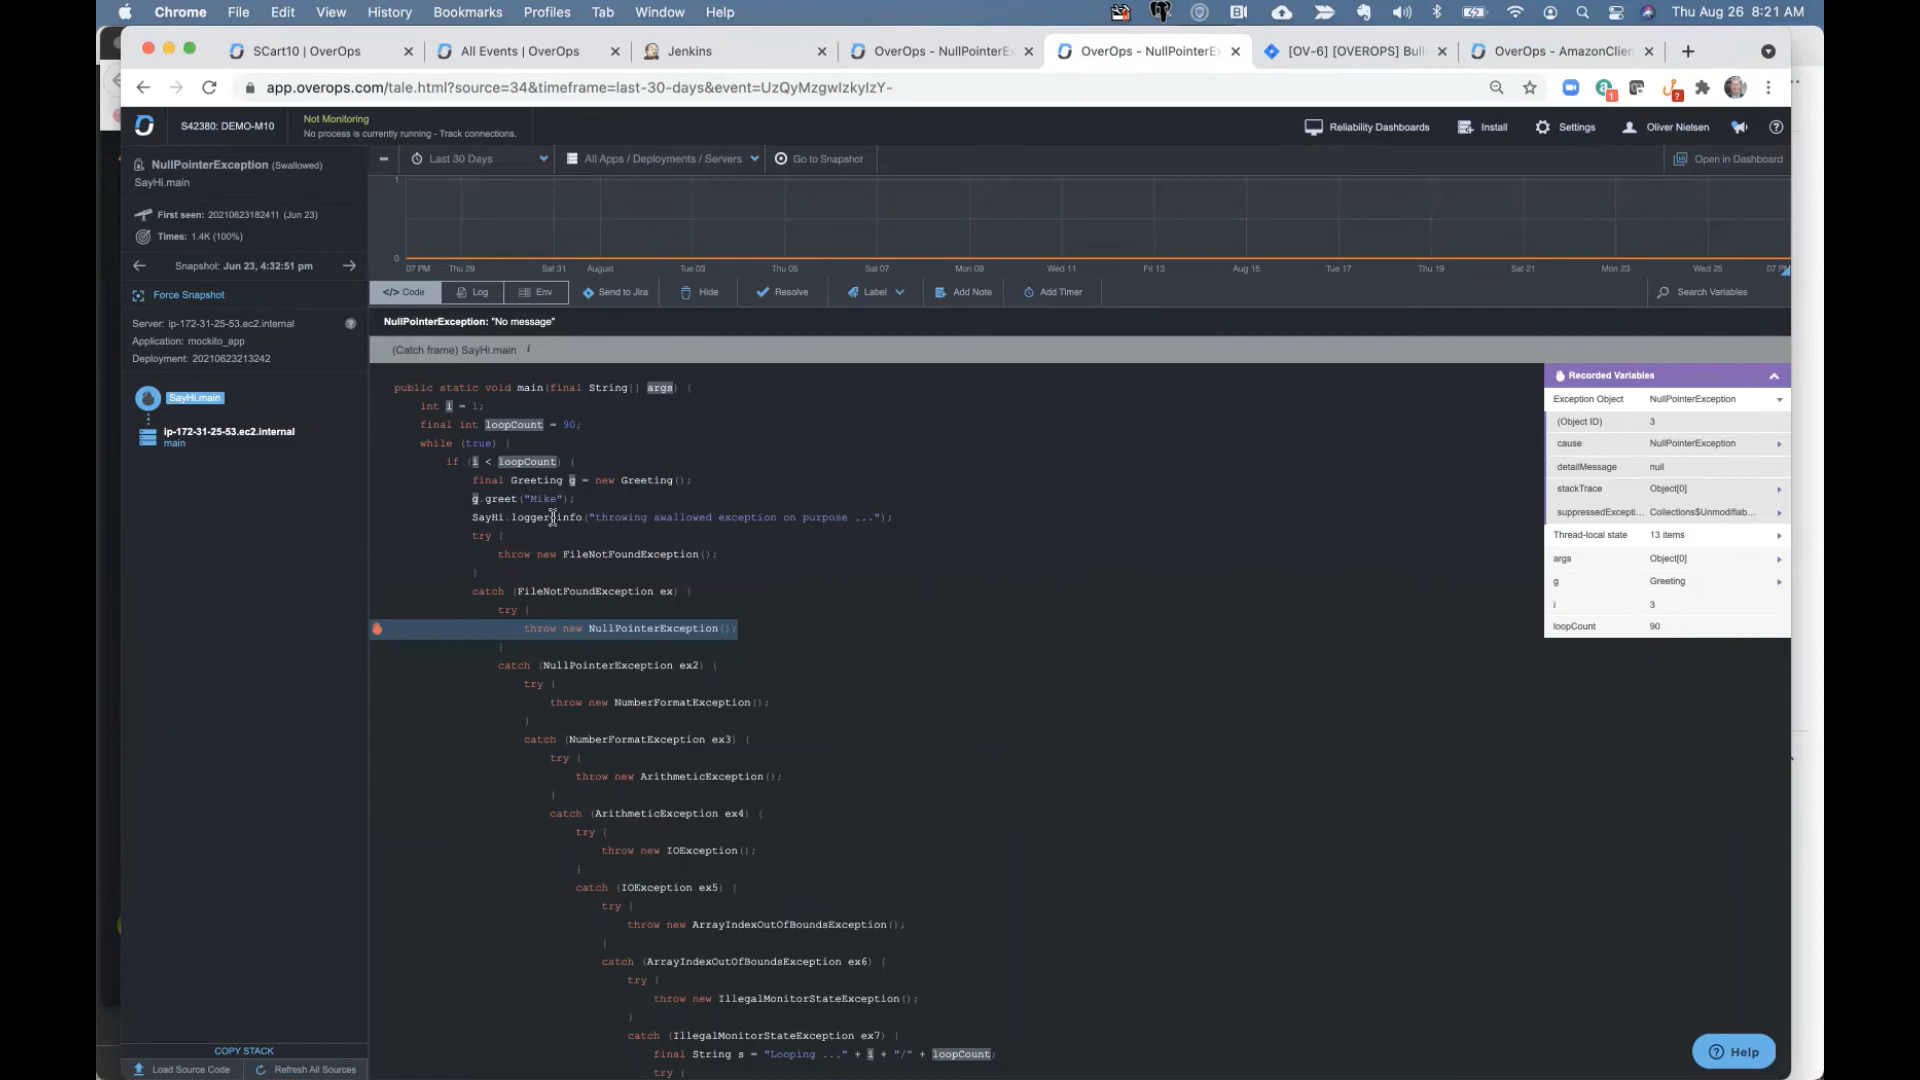 Chrome File Edit View History Bookmarks Profiles Tab Window Help Thu Aug 26 8:21 AM
SCart10 | OverOps All Events | OverOps Jenkins OverOps - NullPointerEx OverOps - NullPointerEx [OV-6] [OVEROPS] Bul OverOps - AmazonClien
app.overops.com/tale.html?source=34&timeframe=last-30-days&event=UzQyMzgwIzkyIzY-
S42380: DEMO-M10
Not Monitoring
No process is currently running - Track connections.
Reliability Dashboards Install Settings Oliver Nielsen
NullPointerException (Swallowed)
SayHi.main
First seen: 20210623182411 (Jun 23)
Times: 1.4K (100%)
Snapshot: Jun 23, 4:32:51 pm
Force Snapshot
Server: ip-172-31-25-53.ec2.internal
Application: mockito_app
Deployment: 20210623213242
SayHi.main
ip-172-31-25-53.ec2.internal
main
COPY STACK
Load Source Code Refresh All Sources
Last 30 Days All Apps / Deployments / Servers Go to Snapshot Open in Dashboard
1
0
07 PM Thu 29 Sat 31 August Tue 03 Thu 05 Sat 07 Mon 09 Wed 11 Fri 13 Aug 15 Tue 17 Thu 19 Sat 21 Mon 23 Wed 25 07 PM
</> Code Log Env Send to Jira Hide Resolve Label Add Note Add Timer Search Variables
NullPointerException: "No message"
(Catch frame) SayHi.main i
public static void main(final String[] args) {
int i = 1;
final int loopCount = 90;
while (true) {
if (i < loopCount) {
final Greeting g = new Greeting();
g.greet("Mike");
SayHi.logger.info("throwing swallowed exception on purpose ...");
try {
throw new FileNotFoundException();
}
catch (FileNotFoundException ex) {
try {
throw new NullPointerException();
}
catch (NullPointerException ex2) {
try {
throw new NumberFormatException();
}
catch (NumberFormatException ex3) {
try {
throw new ArithmeticException();
}
catch (ArithmeticException ex4) {
try {
throw new IOException();
}
catch (IOException ex5) {
try {
throw new ArrayIndexOutOfBoundsException();
}
catch (ArrayIndexOutOfBoundsException ex6) {
try {
throw new IllegalMonitorStateException();
}
catch (IllegalMonitorStateException ex7) {
final String s = "Looping ..." + i + "/" + loopCount;
try {
Recorded Variables
Exception Object NullPointerException
(Object ID) 3
cause NullPointerException
detailMessage null
stackTrace Object[0]
suppressedExcepti... Collections$Unmodifiab...
Thread-local state 13 items
args Object[0]
g Greeting
i 3
loopCount 90
Help